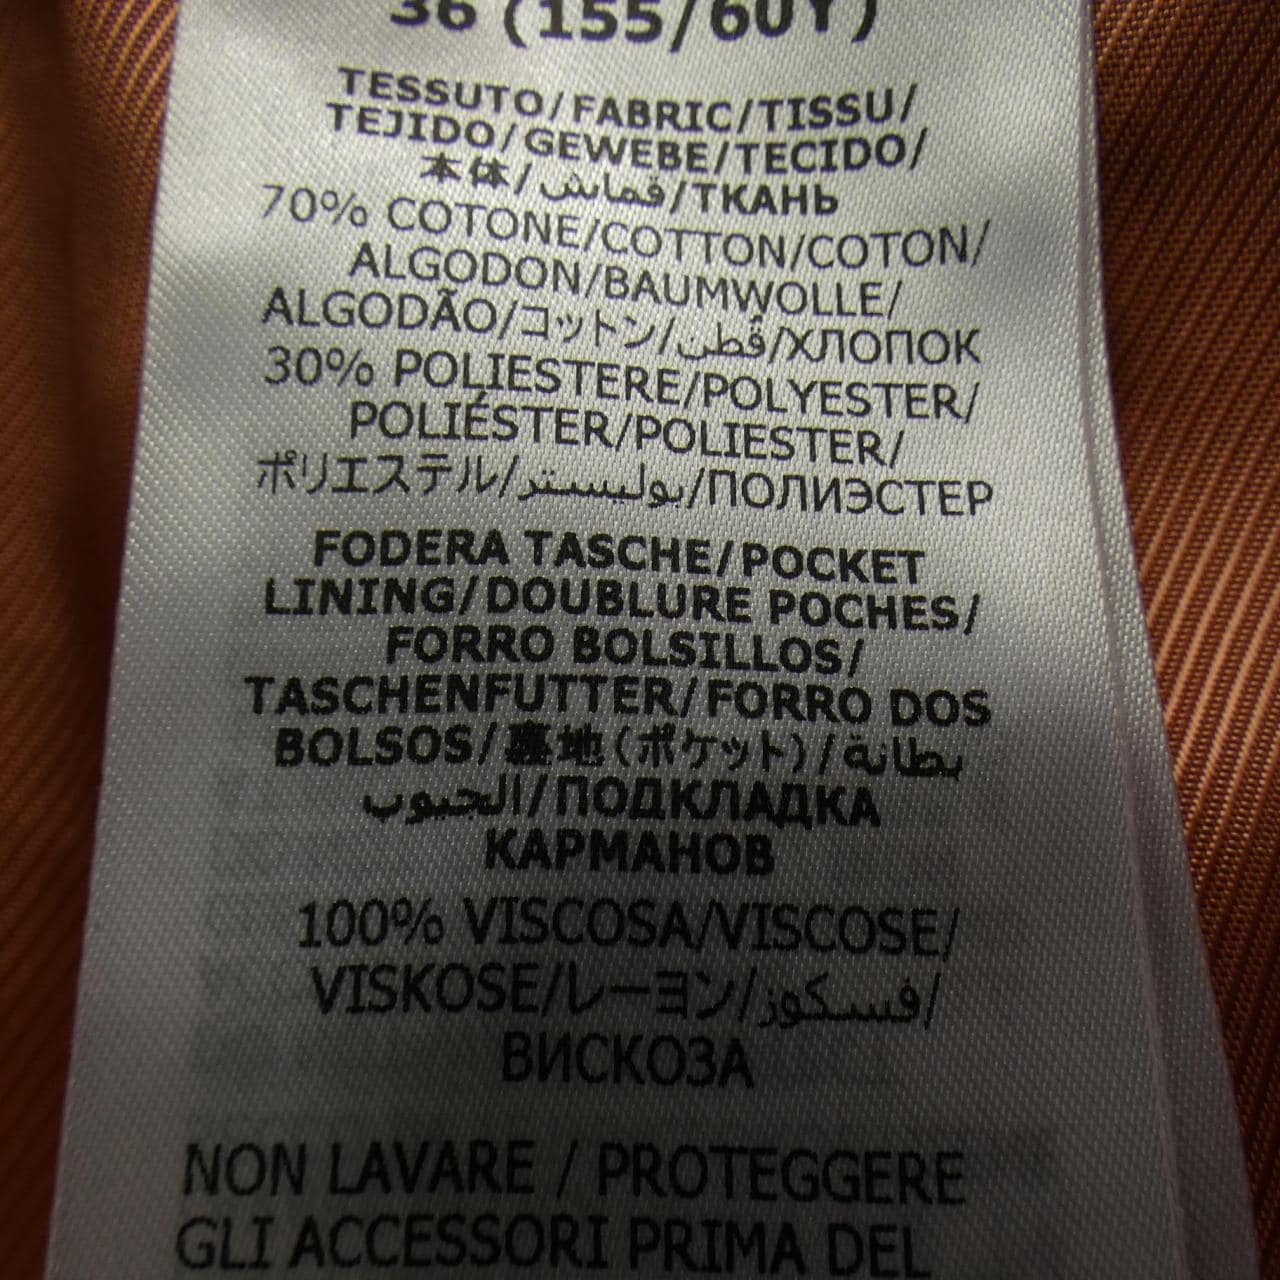 36 (155/60Y)
TESSUTO/FABRIC/TISSU/
TEJIDO/GEWEBE/TECIDO/
本体/قماش/ТКАНЬ
70% COTONE/COTTON/COTON/
ALGODON/BAUMWOLLE/
ALGODÃO/コットン/قطن/ХЛОПОК
30% POLIESTERE/POLYESTER/
POLIÉSTER/POLIESTER/
ポリエステル/بوليستر/ПОЛИЭСТЕР
FODERA TASCHE/POCKET
LINING/DOUBLURE POCHES/
FORRO BOLSILLOS/
TASCHENFUTTER/FORRO DOS
BOLSOS/裏地(ポケット)/بطانة
الجيوب/ПОДКЛАДКА
КАРМАНОВ
100% VISCOSA/VISCOSE/
VISKOSE/レーヨン/فسكوز/
ВИСКОЗА
NON LAVARE / PROTEGGERE
GLI ACCESSORI PRIMA DEL